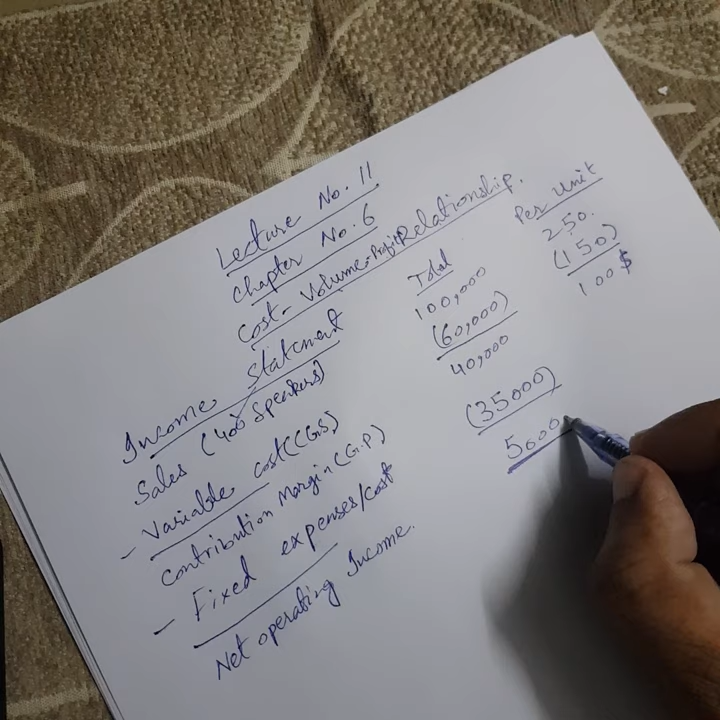 Lecture No. 11
Chapter No. 6
Cost-Volume-Profit Relationship.
Income Statement Total Per Unit
Sales (400 Speakers) 100,000 250.
- Variable cost (CGS) (60,000) (150)
Contribution Margin (G.P) 40,000 100$
- Fixed expenses/cost (35000)
Net operating Income. 5000